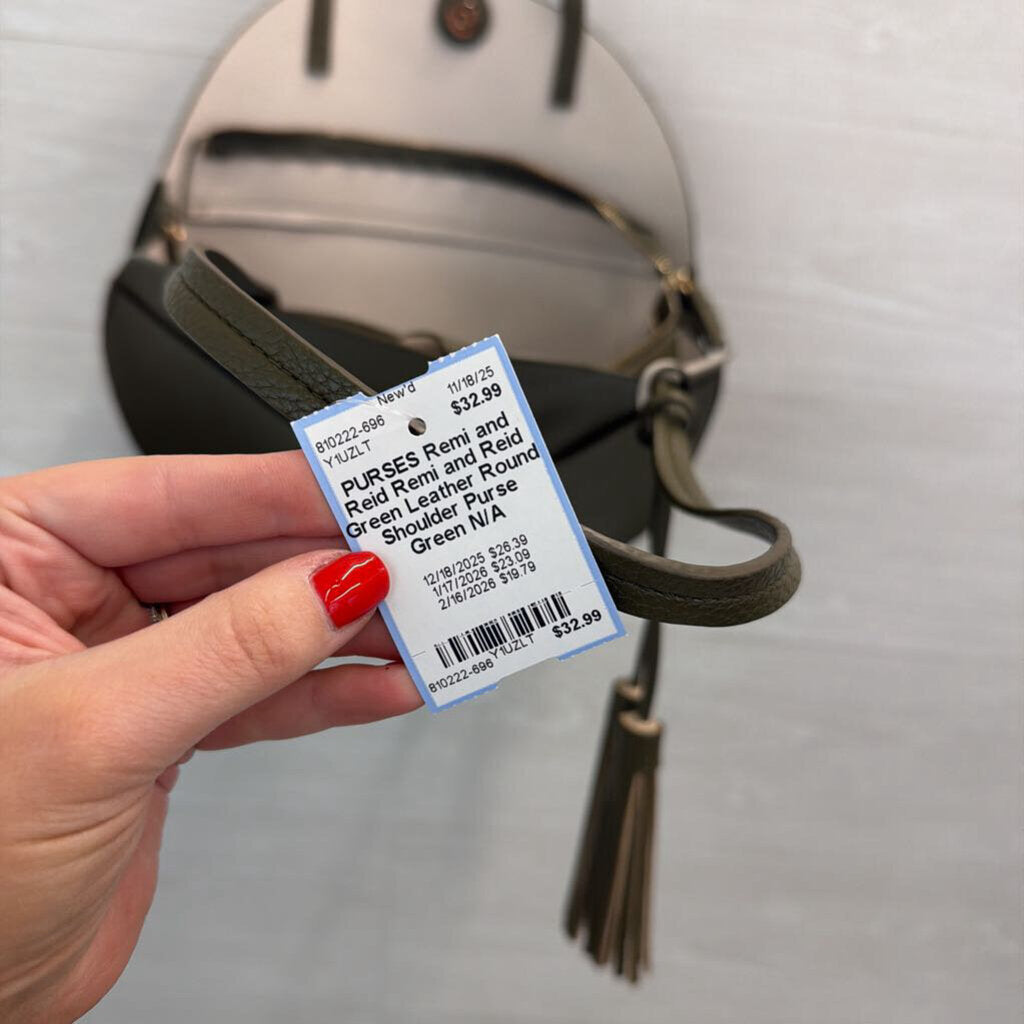 New'd
11/18/25
810222-696
$32.99
Y1UZLT
PURSES Remi and
Reid Remi and Reid
Green Leather Round
Shoulder Purse
Green N/A
12/18/2025 $26.39
1/17/2026 $23.09
2/16/2026 $19.79
810222-696 Y1UZLT $32.99